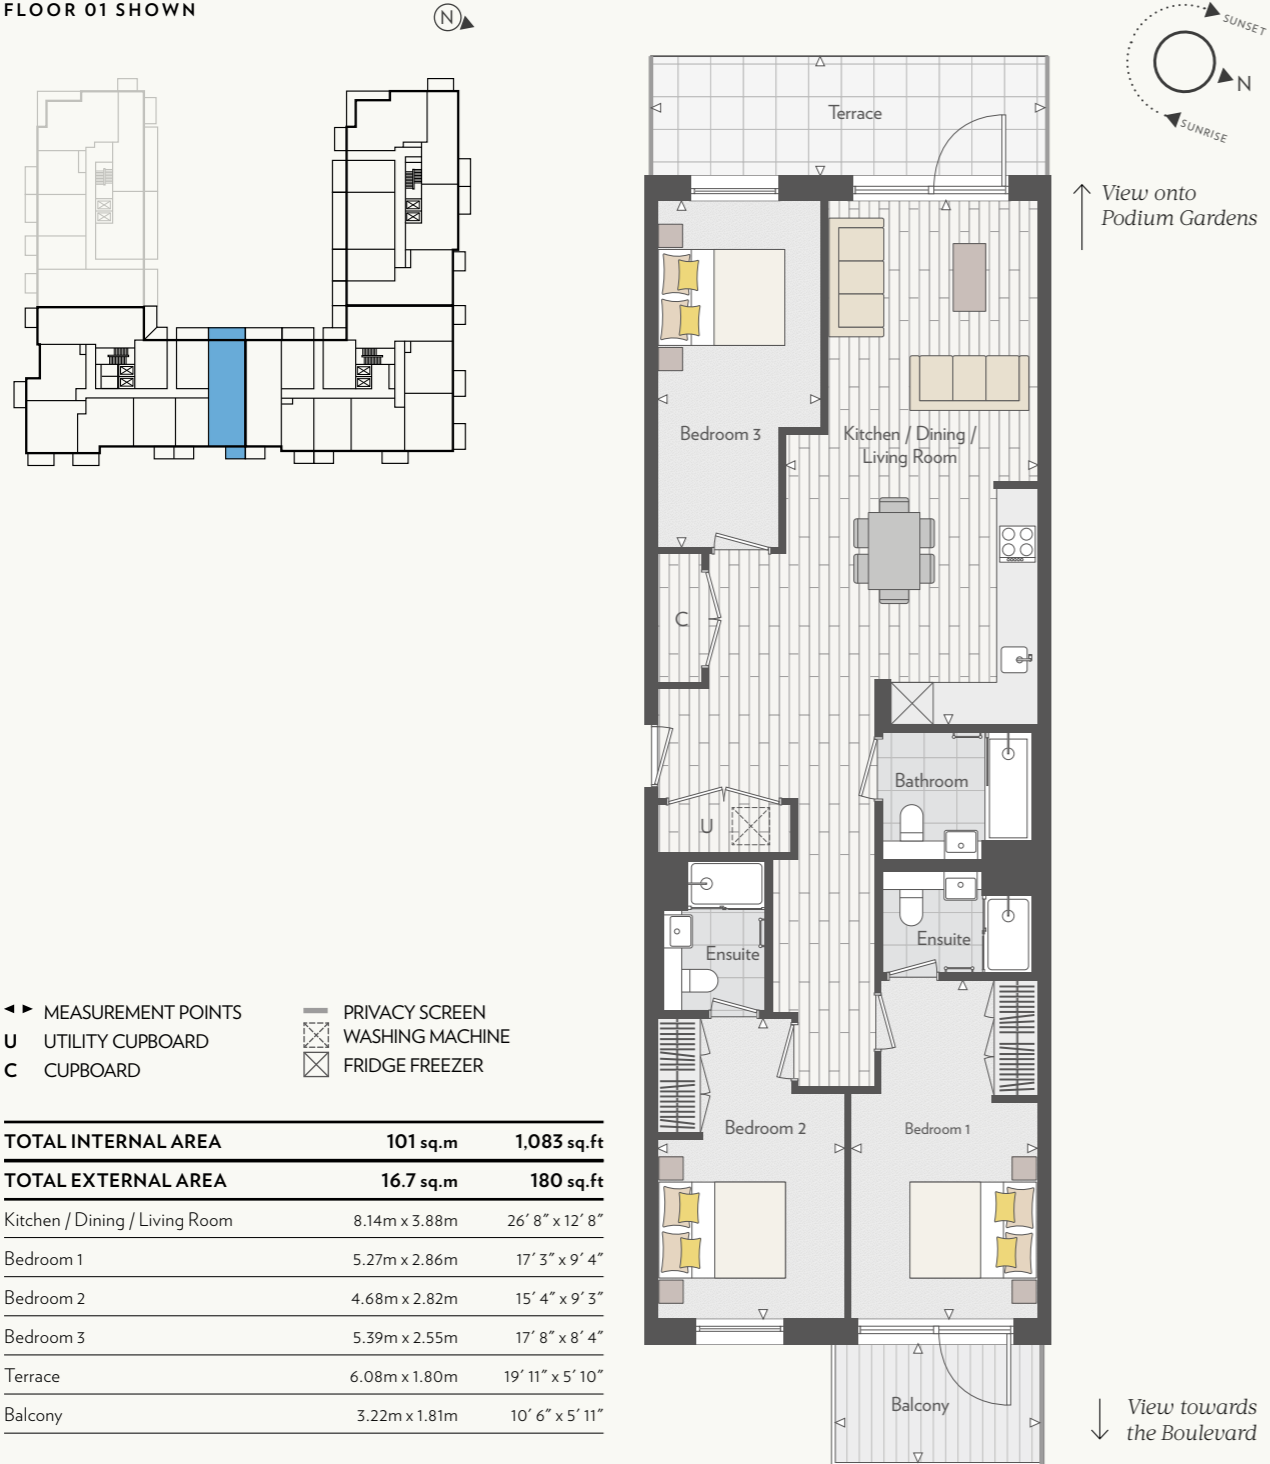 FLOOR 01 SHOWN
N
SUNSET
N
SUNRISE
Terrace
View onto
Podium Gardens
Bedroom 3
Kitchen / Dining /
Living Room
C
Bathroom
U
Ensuite
Ensuite
Bedroom 2
Bedroom 1
Balcony
View towards
the Boulevard
MEASUREMENT POINTS
U UTILITY CUPBOARD
C CUPBOARD
PRIVACY SCREEN
WASHING MACHINE
FRIDGE FREEZER
TOTAL INTERNAL AREA 101 sq.m 1,083 sq.ft
TOTAL EXTERNAL AREA 16.7 sq.m 180 sq.ft
Kitchen / Dining / Living Room 8.14m x 3.88m 26′ 8″ x 12′ 8″
Bedroom 1 5.27m x 2.86m 17′ 3″ x 9′ 4″
Bedroom 2 4.68m x 2.82m 15′ 4″ x 9′ 3″
Bedroom 3 5.39m x 2.55m 17′ 8″ x 8′ 4″
Terrace 6.08m x 1.80m 19′ 11″ x 5′ 10″
Balcony 3.22m x 1.81m 10′ 6″ x 5′ 11″